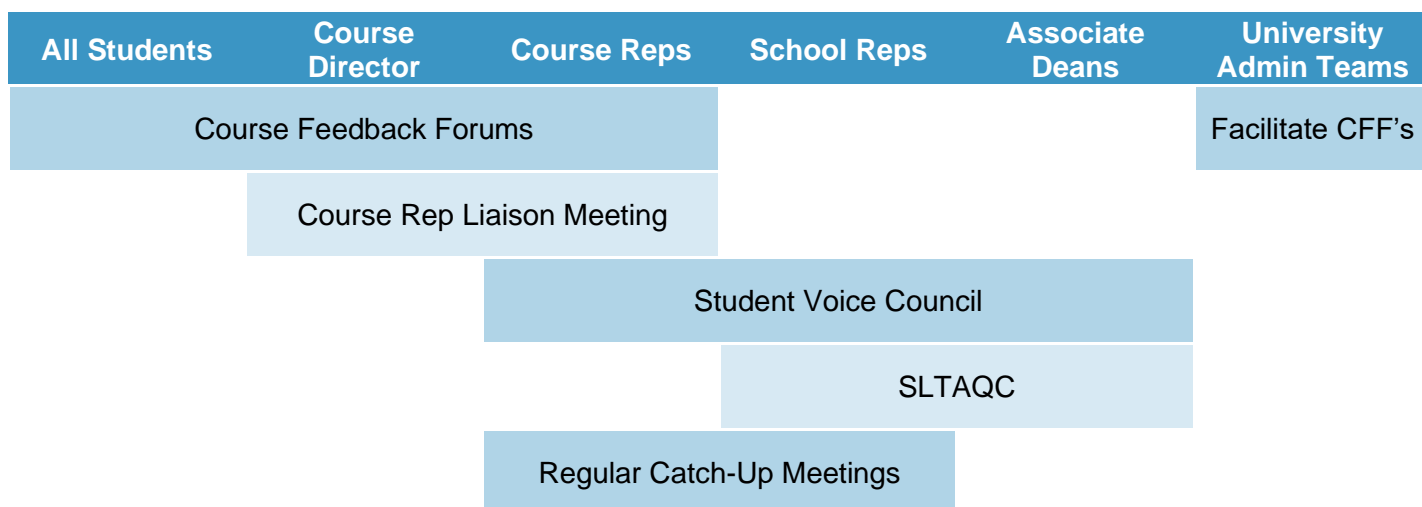 All Students
Course
Director
Course Reps
School Reps
Associate
Deans
University
Admin Teams
Course Feedback Forums
Facilitate CFF’s
Course Rep Liaison Meeting
Student Voice Council
SLTAQC
Regular Catch-Up Meetings